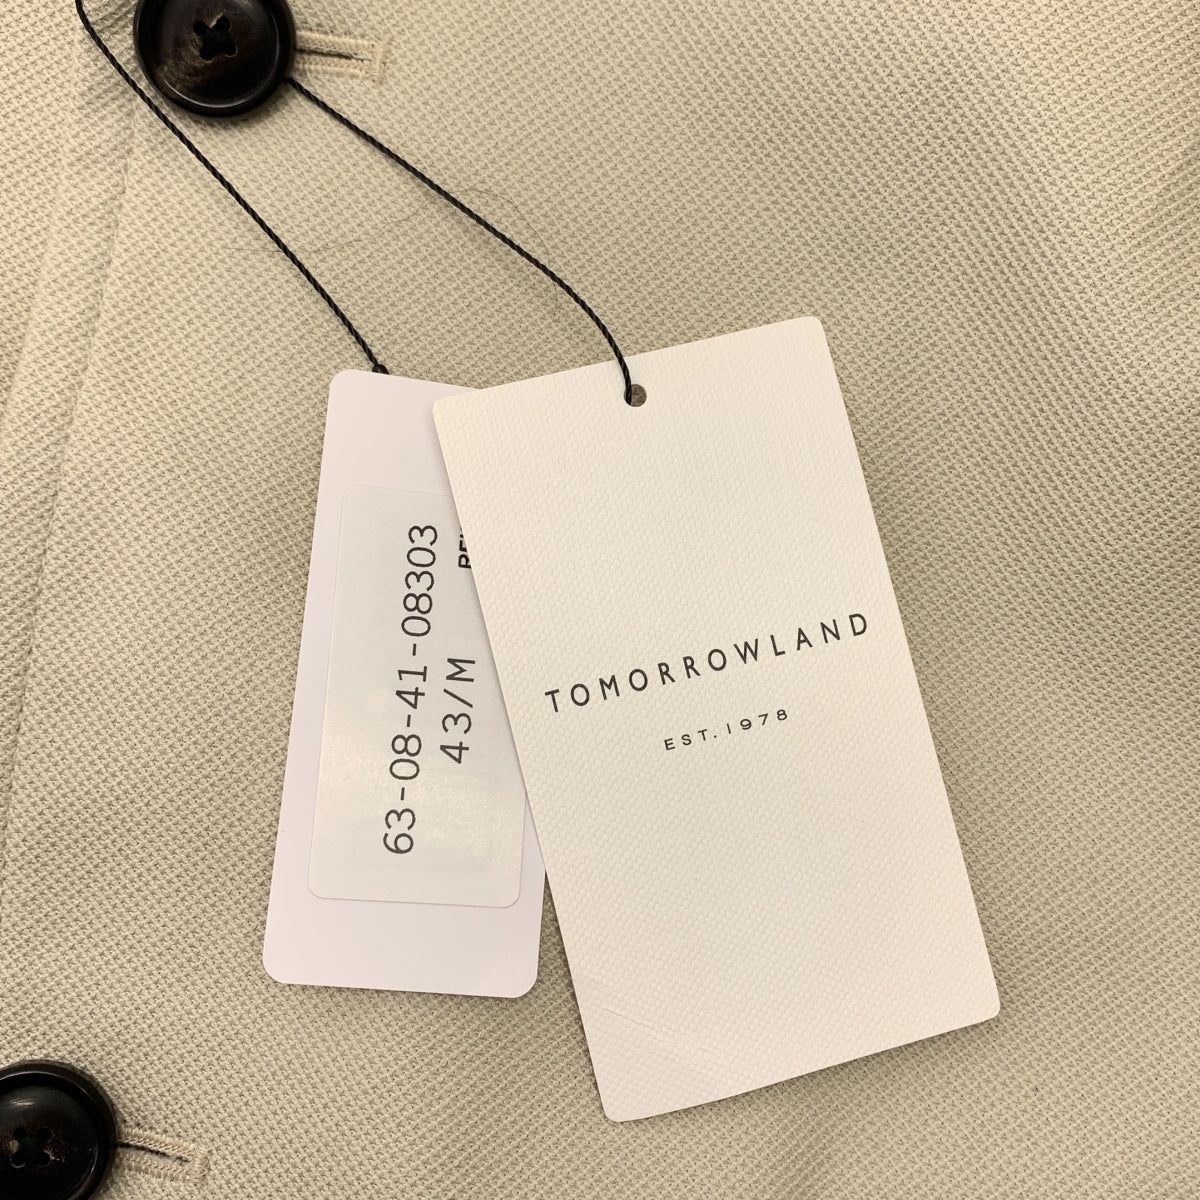 63-08-41-08303
43/M
TOMORROWLAND
EST.1978